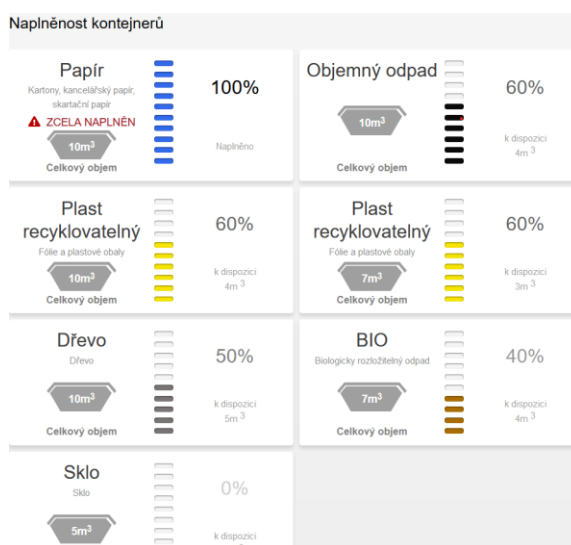 Naplněnost kontejnerů
Papír
Kartony, kancelářský papír,
skartační papír
ZCELA NAPLNĚN
10m³
Celkový objem
100%
Naplněno
Objemný odpad
10m³
Celkový objem
60%
k dispozici
4m ³
Plast
recyklovatelný
Fólie a plastové obaly
10m³
Celkový objem
60%
k dispozici
4m ³
Plast
recyklovatelný
Fólie a plastové obaly
7m³
Celkový objem
60%
k dispozici
3m ³
Dřevo
Dřevo
10m³
Celkový objem
50%
k dispozici
5m ³
BIO
Biologicky rozložitelný odpad
7m³
Celkový objem
40%
k dispozici
4m ³
Sklo
Sklo
5m³
0%
k dispozici